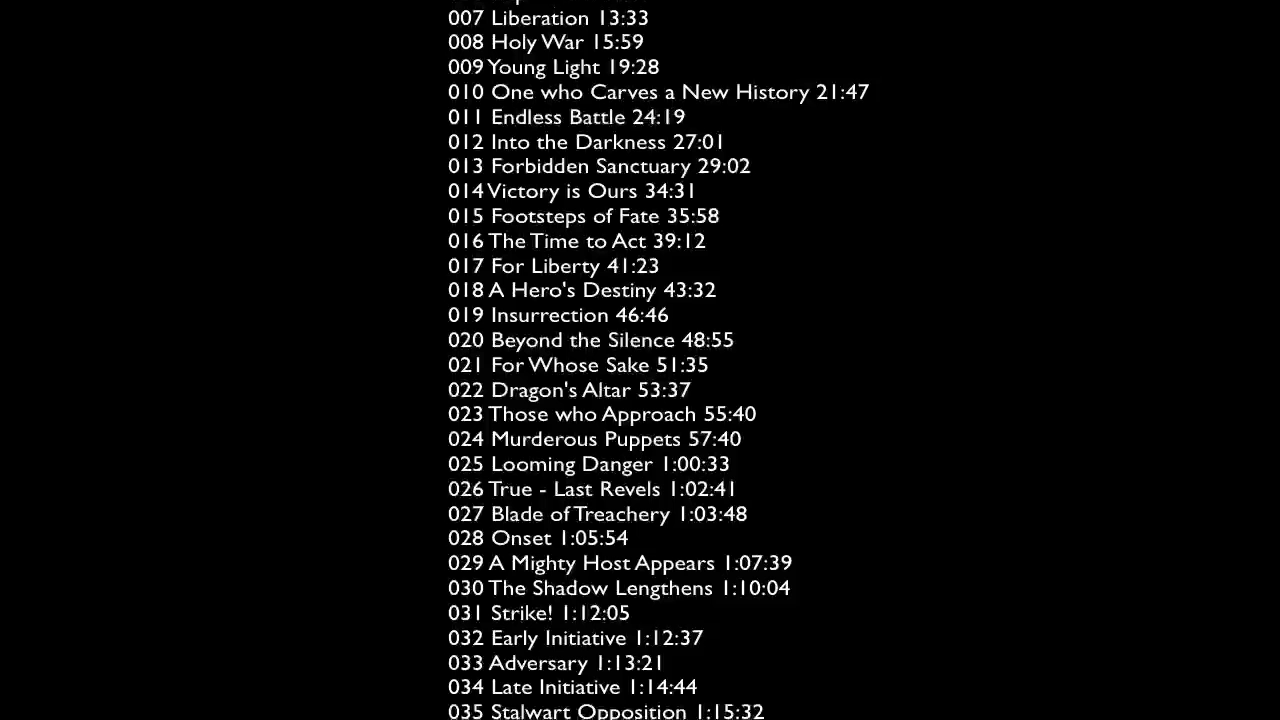 007 Liberation 13:33
008 Holy War 15:59
009 Young Light 19:28
010 One who Carves a New History 21:47
011 Endless Battle 24:19
012 Into the Darkness 27:01
013 Forbidden Sanctuary 29:02
014 Victory is Ours 34:31
015 Footsteps of Fate 35:58
016 The Time to Act 39:12
017 For Liberty 41:23
018 A Hero's Destiny 43:32
019 Insurrection 46:46
020 Beyond the Silence 48:55
021 For Whose Sake 51:35
022 Dragon's Altar 53:37
023 Those who Approach 55:40
024 Murderous Puppets 57:40
025 Looming Danger 1:00:33
026 True - Last Revels 1:02:41
027 Blade of Treachery 1:03:48
028 Onset 1:05:54
029 A Mighty Host Appears 1:07:39
030 The Shadow Lengthens 1:10:04
031 Strike! 1:12:05
032 Early Initiative 1:12:37
033 Adversary 1:13:21
034 Late Initiative 1:14:44
035 Stalwart Opposition 1:15:32